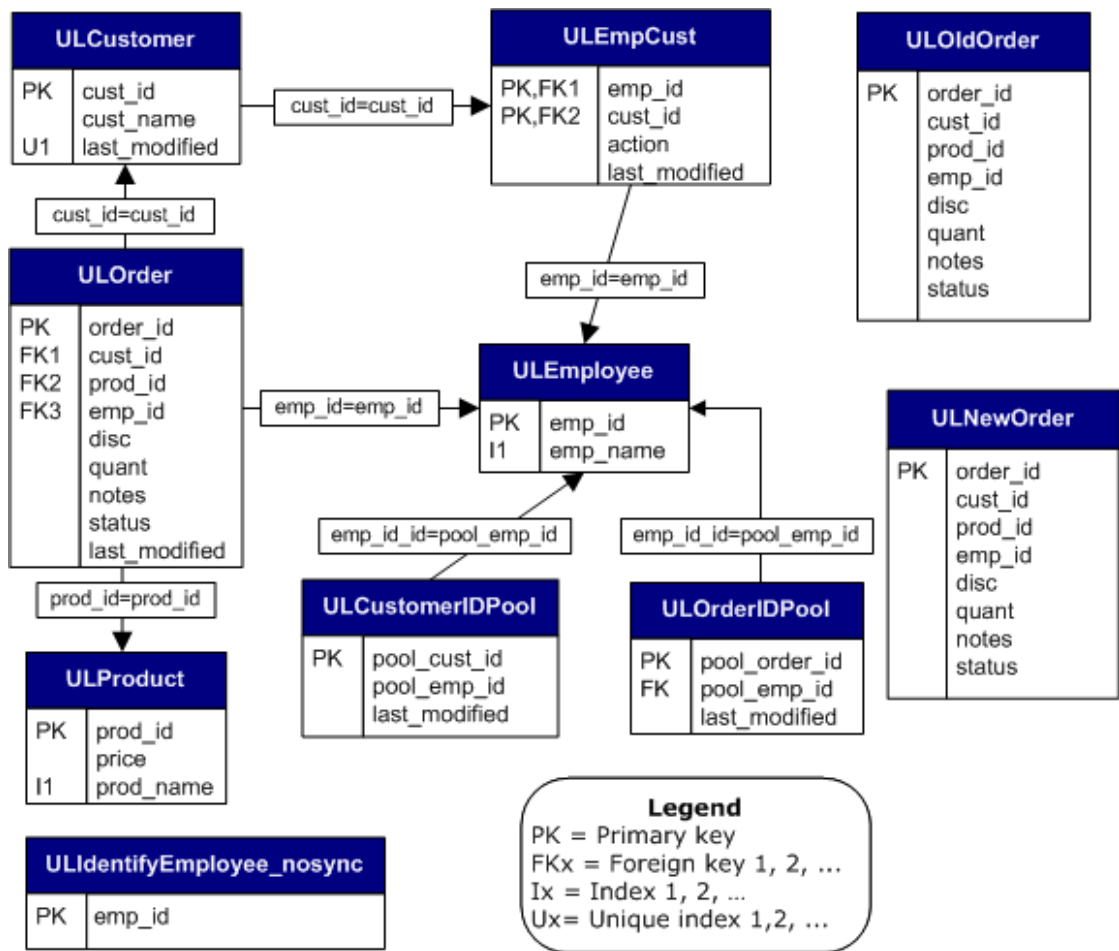 ULCustomer
PK cust_id
cust_name
U1 last_modified
cust_id=cust_id
ULEmpCust
PK,FK1 emp_id
PK,FK2 cust_id
action
last_modified
ULOldOrder
PK order_id
cust_id
prod_id
emp_id
disc
quant
notes
status
cust_id=cust_id
emp_id=emp_id
ULOrder
PK order_id
FK1 cust_id
FK2 prod_id
FK3 emp_id
disc
quant
notes
status
last_modified
emp_id=emp_id
ULEmployee
PK emp_id
I1 emp_name
ULNewOrder
PK order_id
cust_id
prod_id
emp_id
disc
quant
notes
status
emp_id_id=pool_emp_id
emp_id_id=pool_emp_id
prod_id=prod_id
ULCustomerIDPool
PK pool_cust_id
pool_emp_id
last_modified
ULOrderIDPool
PK pool_order_id
FK pool_emp_id
last_modified
ULProduct
PK prod_id
price
I1 prod_name
ULIdentifyEmployee_nosync
PK emp_id
Legend
PK = Primary key
FKx = Foreign key 1, 2, ...
Ix = Index 1, 2, ...
Ux= Unique index 1,2, ...